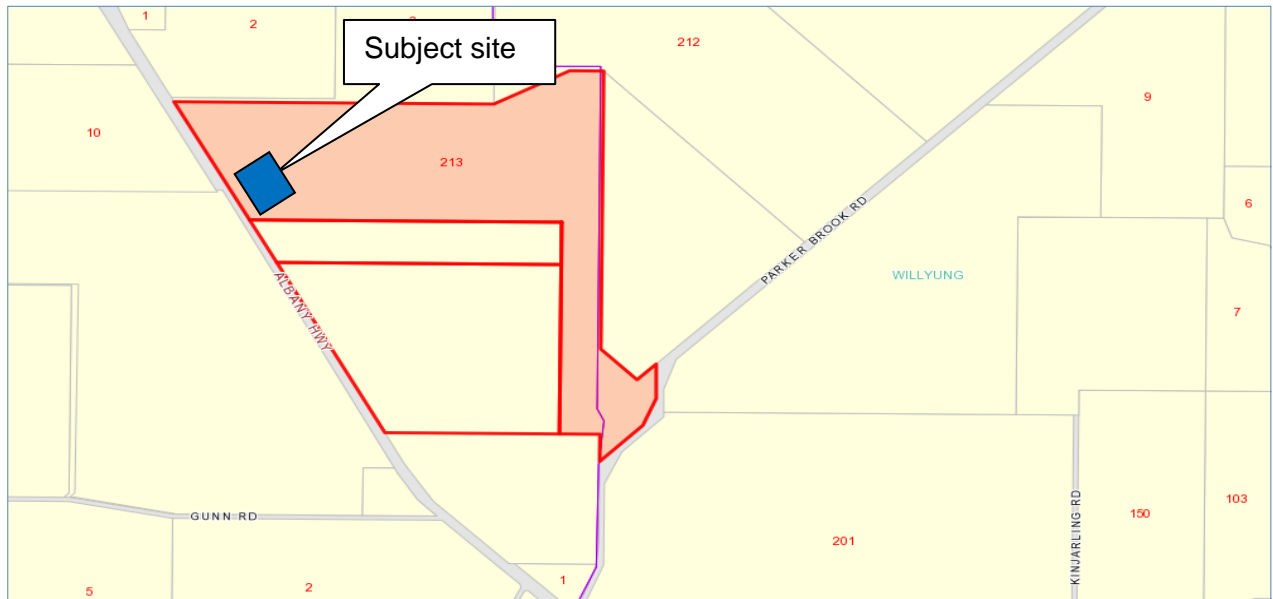 1
2
Subject site
212
9
10
213
6
PARKER BROOK RD
WILLYUNG
7
ALBANY HWY
GUNN RD
KINJARLING RD
150
103
201
5
2
1